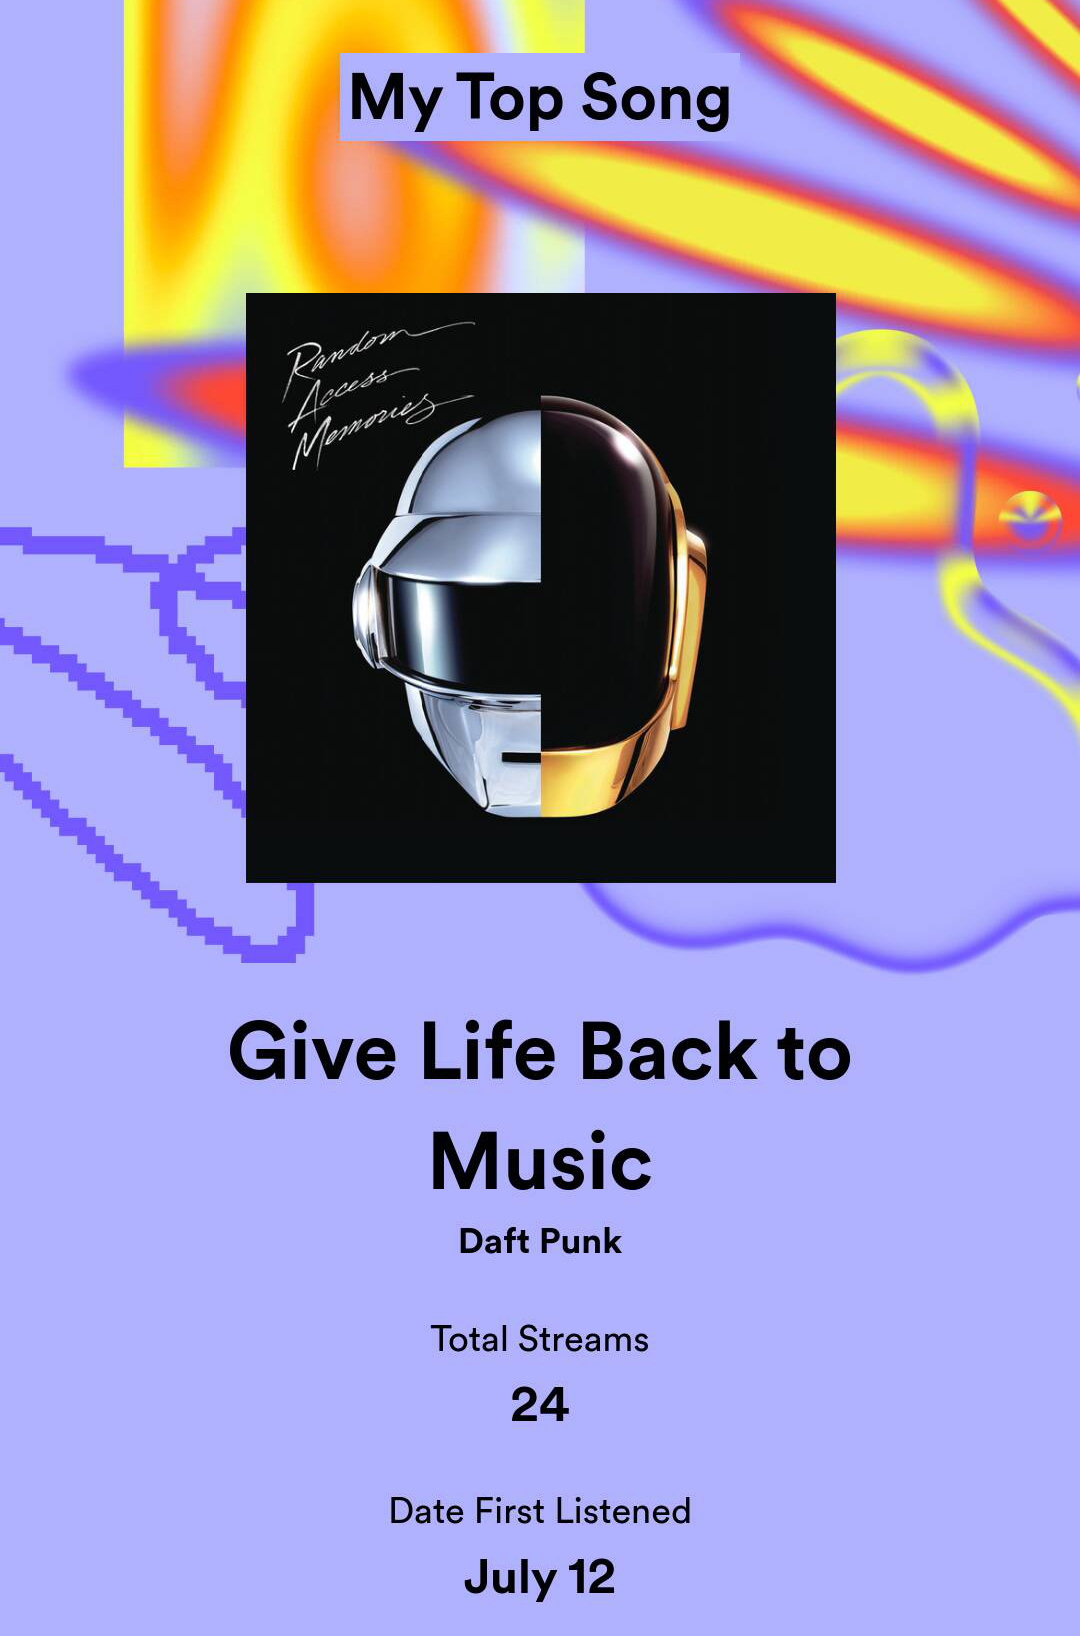 My Top Song
Random
Access
Memories
Give Life Back to
Music
Daft Punk
Total Streams
24
Date First Listened
July 12